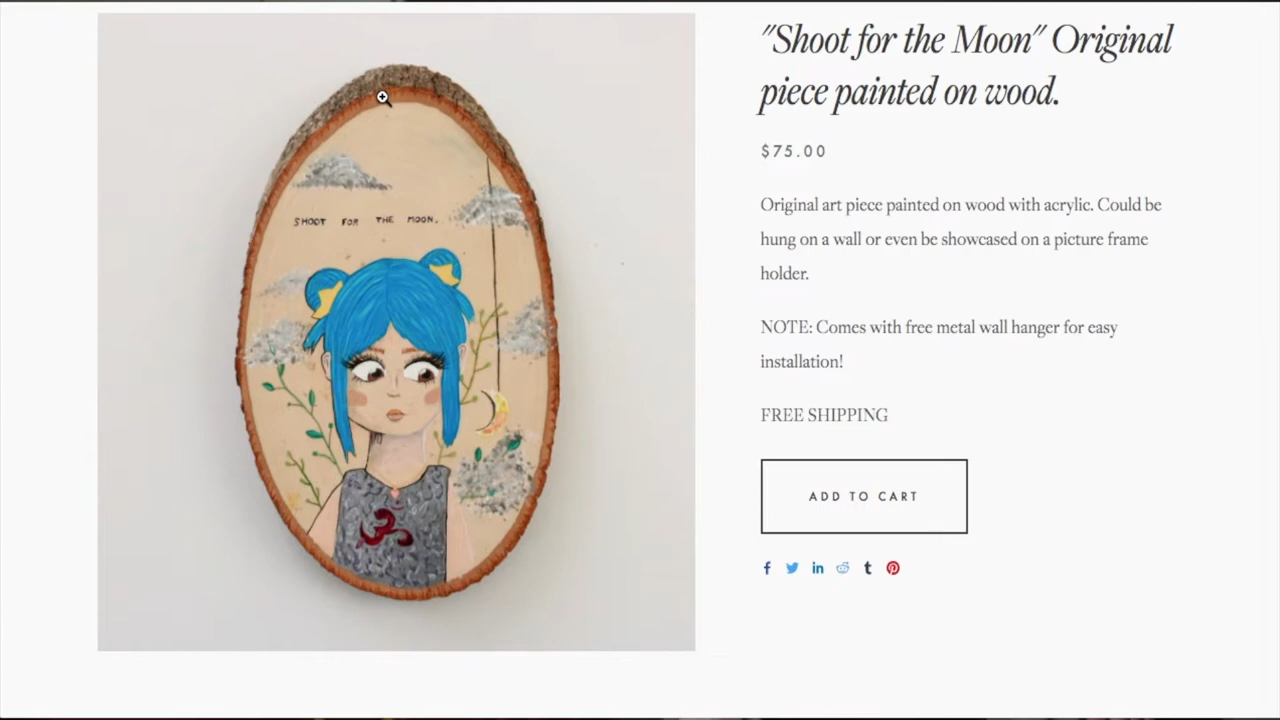 "Shoot for the Moon" Original
piece painted on wood.
$75.00
Original art piece painted on wood with acrylic. Could be
hung on a wall or even be showcased on a picture frame
holder.
NOTE: Comes with free metal wall hanger for easy
installation!
FREE SHIPPING
ADD TO CART
SHOOT FOR THE MOON.